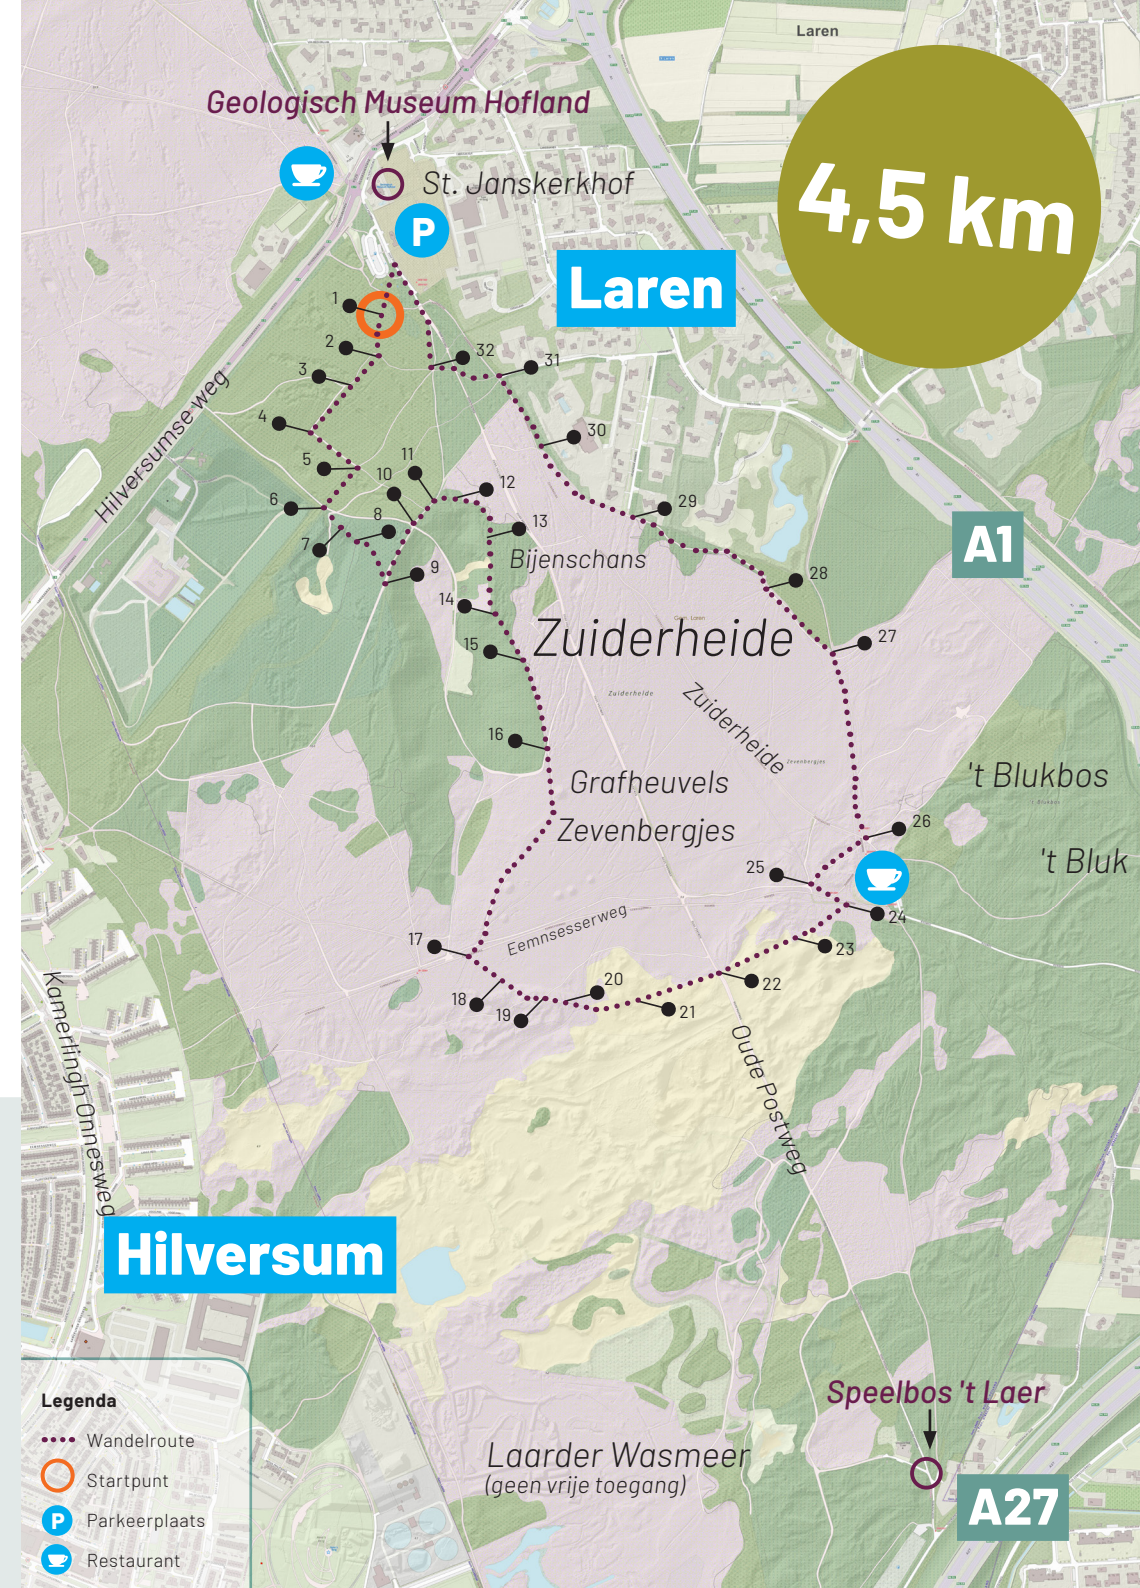 Laren
Geologisch Museum Hofland
St. Janskerkhof
P
4,5 km
Laren
1
2
3
4
5
6
7
8
9
10
11
12
13
14
15
16
17
18
19
20
21
22
23
24
25
26
27
28
29
30
31
32
Hilversumse weg
A1
Bijenschans
Zuiderheide
Zuiderheide
Zuiderheide
Zevenbergjes
Grafheuvels
Zevenbergjes
't Blukbos
't Blukbos
't Bluk
Eemnsesserweg
Kamerlingh Onnesweg
Oude Postweg
Hilversum
Speelbos 't Laer
Laarder Wasmeer
(geen vrije toegang)
A27
Legenda
Wandelroute
Startpunt
P Parkeerplaats
Restaurant